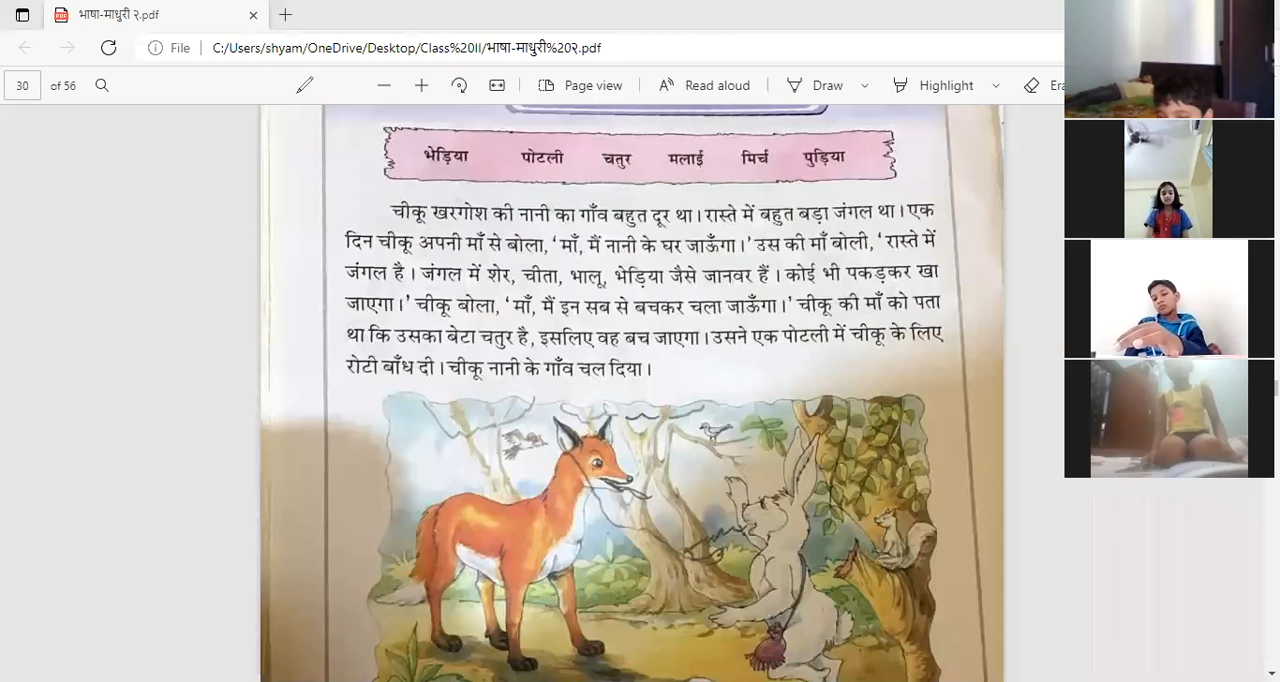 भाषा-माधुरी २.pdf
File
C:/Users/shyam/OneDrive/Desktop/Class%20II/भाषा-माधुरी%20२.pdf
30 of 56
Page view
Read aloud
Draw
Highlight
भेड़िया पोटली चतुर मलाई मिर्च पुड़िया
चीकू खरगोश की नानी का गाँव बहुत दूर था। रास्ते में बहुत बड़ा जंगल था। एक
दिन चीकू अपनी माँ से बोला, ‘माँ, मैं नानी के घर जाऊँगा।’ उस की माँ बोली, ‘रास्ते में
जंगल है। जंगल में शेर, चीता, भालू, भेड़िया जैसे जानवर हैं। कोई भी पकड़कर खा
जाएगा।’ चीकू बोला, ‘माँ, मैं इन सब से बचकर चला जाऊँगा।’ चीकू की माँ को पता
था कि उसका बेटा चतुर है, इसलिए वह बच जाएगा। उसने एक पोटली में चीकू के लिए
रोटी बाँध दी। चीकू नानी के गाँव चल दिया।